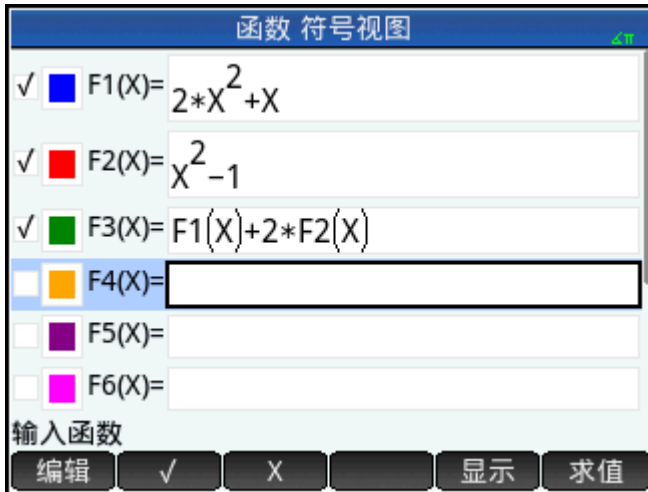 函数 符号视图
∡π
√ F1(X)= 2*X²+X
√ F2(X)= X²−1
√ F3(X)= F1(X)+2*F2(X)
F4(X)=
F5(X)=
F6(X)=
输入函数
编辑 √ X 显示 求值